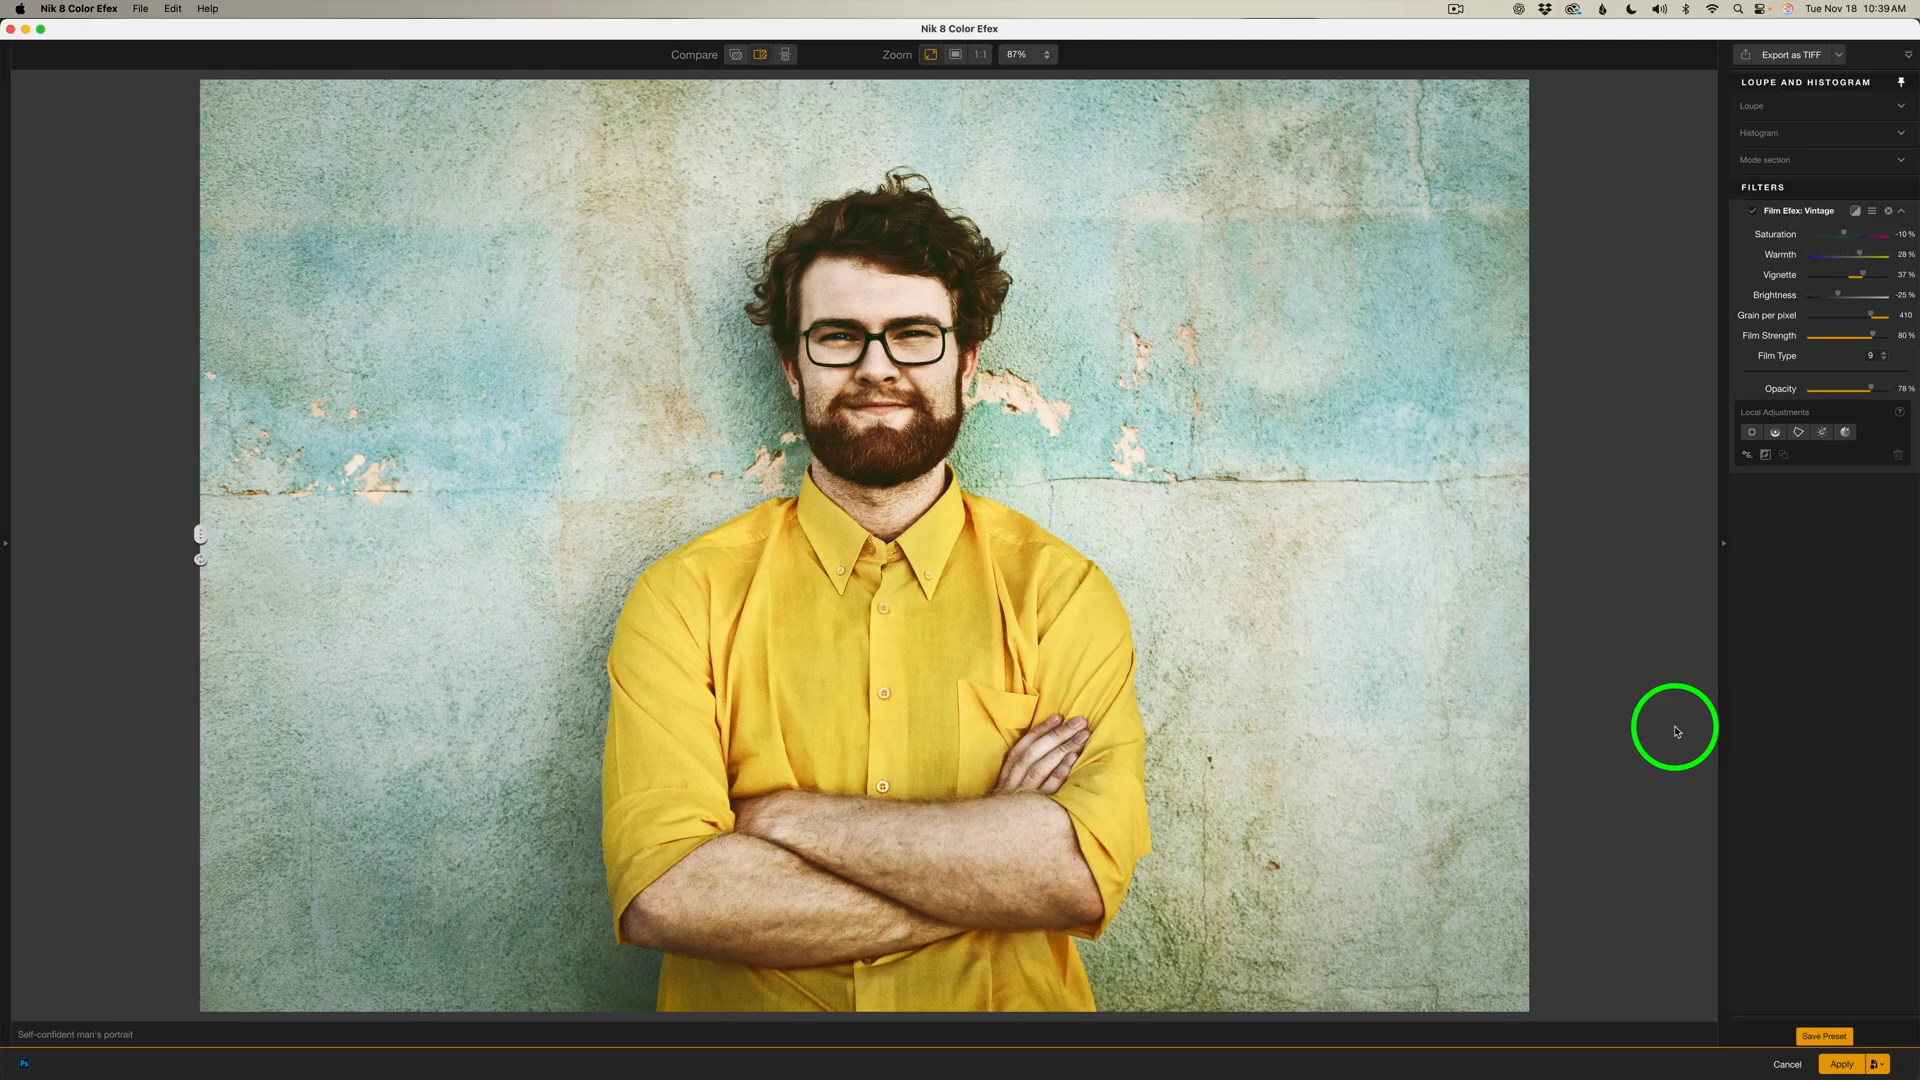 Nik 8 Color Efex File Edit Help Tue Nov 18 10:39 AM
Nik 8 Color Efex
Compare Zoom 1:1 87% Export as TIFF
LOUPE AND HISTOGRAM
Loupe
Histogram
Mode section
FILTERS
Film Efex: Vintage
Saturation -10 %
Warmth 28 %
Vignette 37 %
Brightness -25 %
Grain per pixel 410
Film Strength 80 %
Film Type 9
Opacity 78 %
Local Adjustments ?
Self-confident man's portrait
Save Preset
Ps Cancel Apply